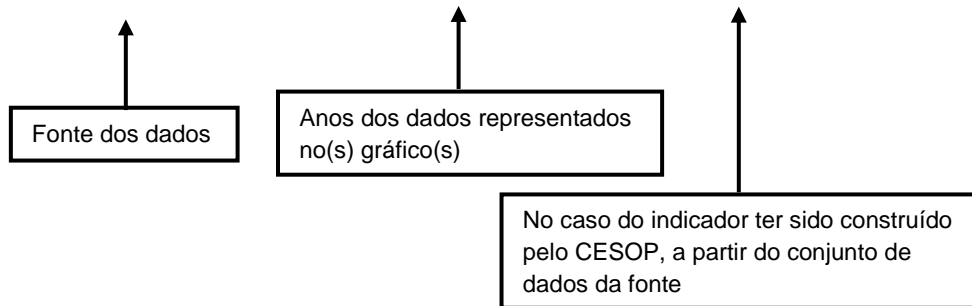 Fonte dos dados
Anos dos dados representados
no(s) gráfico(s)
No caso do indicador ter sido construído
pelo CESOP, a partir do conjunto de
dados da fonte